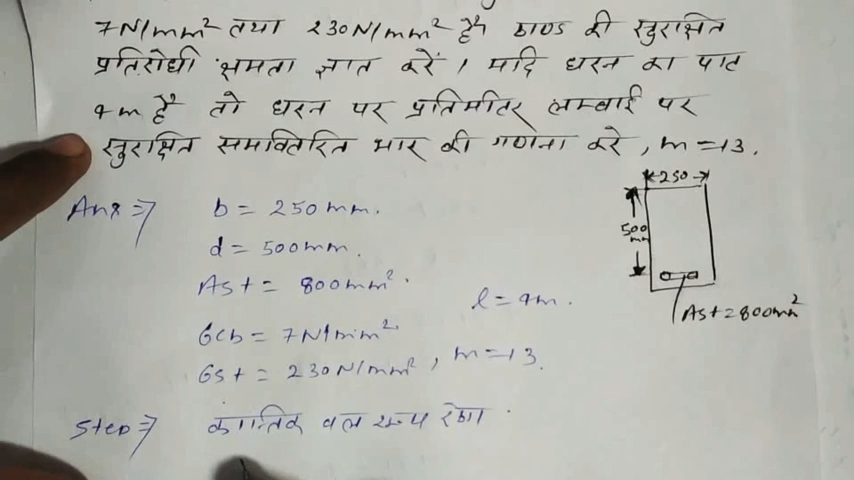 7N/mm² तथा 230N/mm² है काण्ड की सुरक्षित
प्रतिरोधी क्षमता ज्ञात करें। यदि धरन का पाट
4m है तो धरन पर प्रतिमीटर लम्बाई पर
सुरक्षित समवितरित भार की गणना करे, m=13.
Ans⇒ b = 250mm.
d = 500mm.
Ast = 800mm².
l = 4m.
σcb = 7N/mm².
σst = 230N/mm², m=13.
Step⇒ क्रान्तिक वल शून्य रेखा
250
500
mm
Ast=800mm²